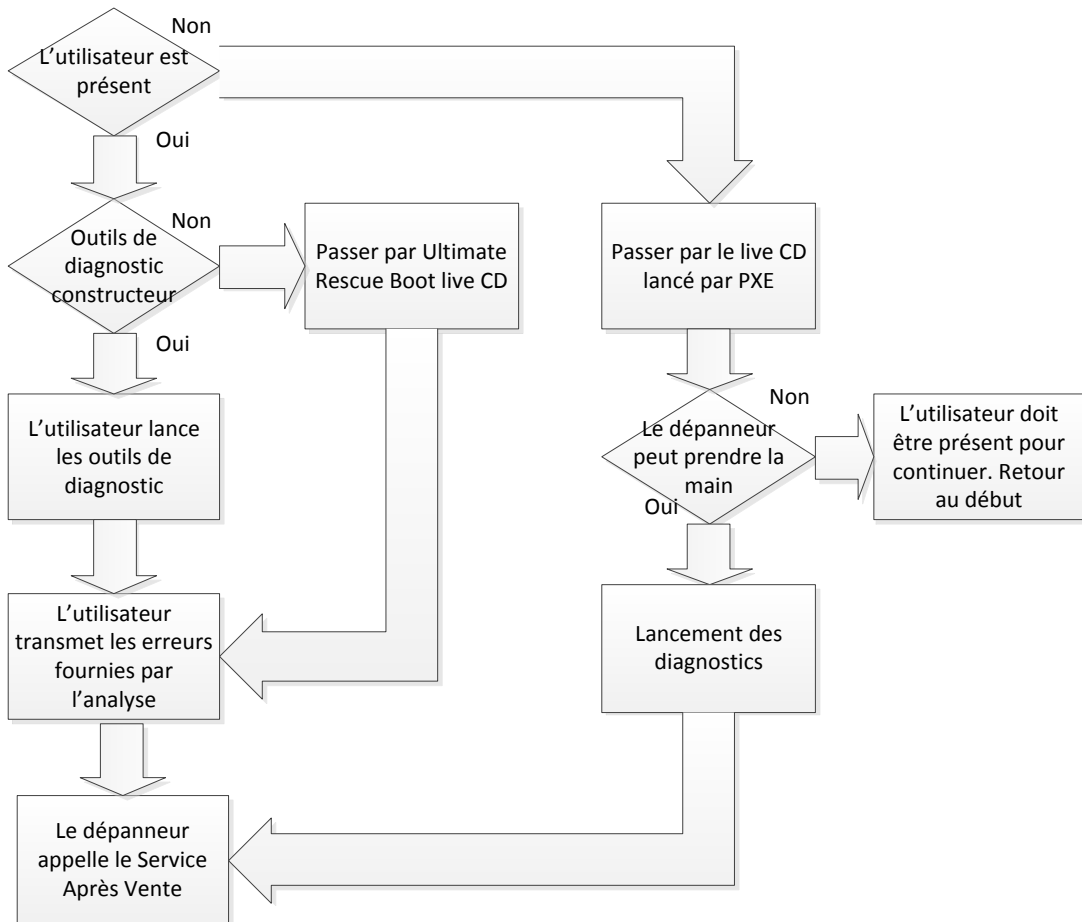 Non
L’utilisateur est
présent
Oui
Non
Outils de
diagnostic
constructeur
Passer par Ultimate
Rescue Boot live CD
Passer par le live CD
lancé par PXE
Oui
L’utilisateur lance
les outils de
diagnostic
Non
Le dépanneur
peut prendre la
main
Oui
L’utilisateur doit
être présent pour
continuer. Retour
au début
L’utilisateur
transmet les erreurs
fournies par
l’analyse
Lancement des
diagnostics
Le dépanneur
appelle le Service
Après Vente